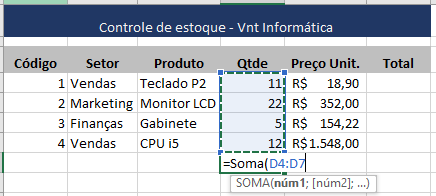 Controle de estoque - Vnt Informática
Código Setor Produto Qtde Preço Unit. Total
1 Vendas Teclado P2 11 R$ 18,90
2 Marketing Monitor LCD 22 R$ 352,00
3 Finanças Gabinete 5 R$ 154,22
4 Vendas CPU i5 12 R$ 1.548,00
=Soma(D4:D7
SOMA(núm1; [núm2]; ...)